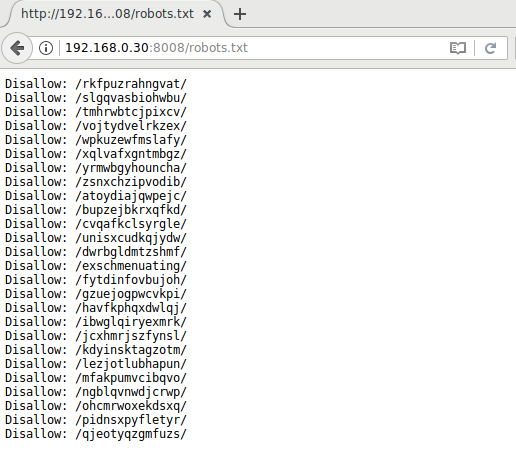 http://192.16...08/robots.txt
192.168.0.30:8008/robots.txt
Disallow: /rkfpuzrahngvat/
Disallow: /slgqvasbiohwbu/
Disallow: /tmhrwbtcjpixcv/
Disallow: /vojtydvelrkzex/
Disallow: /wpkuzewfmslafy/
Disallow: /xqlvafxgntmbgz/
Disallow: /yrmwbgyhouncha/
Disallow: /zsnxchzipvodib/
Disallow: /atoydiajqwpejc/
Disallow: /bupzejbkrxqfkd/
Disallow: /cvqafkclsyrgle/
Disallow: /unisxcudkqjydw/
Disallow: /dwrbgldmtzshmf/
Disallow: /exschmenuating/
Disallow: /fytdinfovbujoh/
Disallow: /gzuejogpwcvkpi/
Disallow: /havfkphqxdwlqj/
Disallow: /ibwglqiryexmrk/
Disallow: /jcxhmrjszfynsl/
Disallow: /kdyinsktagzotm/
Disallow: /lezjotlubhapun/
Disallow: /mfakpumvcibqvo/
Disallow: /ngblqvnwdjcrwp/
Disallow: /ohcmrwoxekdsxq/
Disallow: /pidnsxpyfletyr/
Disallow: /qjeotyqzgmfuzs/